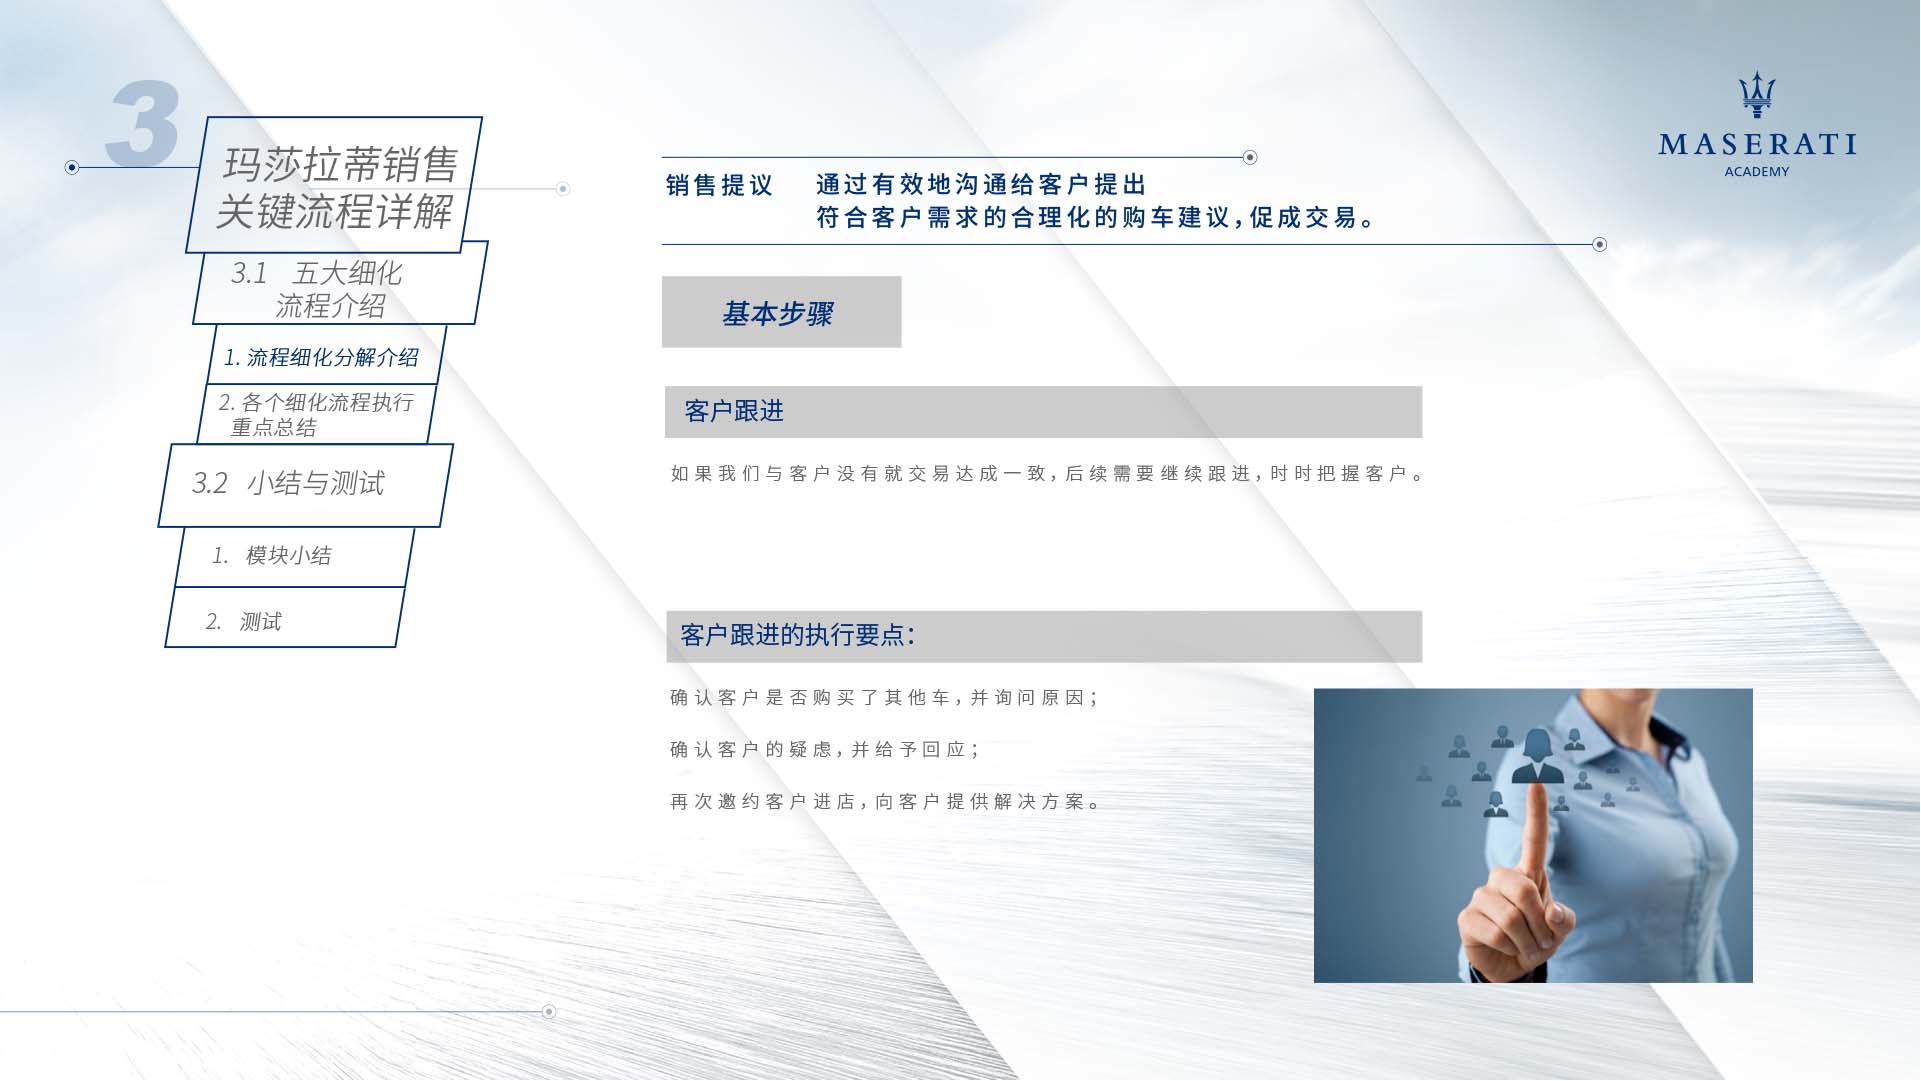 3
玛莎拉蒂销售
关键流程详解
3.1 五大细化
流程介绍
1. 流程细化分解介绍
2. 各个细化流程执行
重点总结
3.2 小结与测试
1. 模块小结
2. 测试
MASERATI
ACADEMY
销售提议 通过有效地沟通给客户提出
符合客户需求的合理化的购车建议,促成交易。
基本步骤
客户跟进
如果我们与客户没有就交易达成一致,后续需要继续跟进,时时把握客户。
客户跟进的执行要点:
确认客户是否购买了其他车,并询问原因;
确认客户的疑虑,并给予回应;
再次邀约客户进店,向客户提供解决方案。